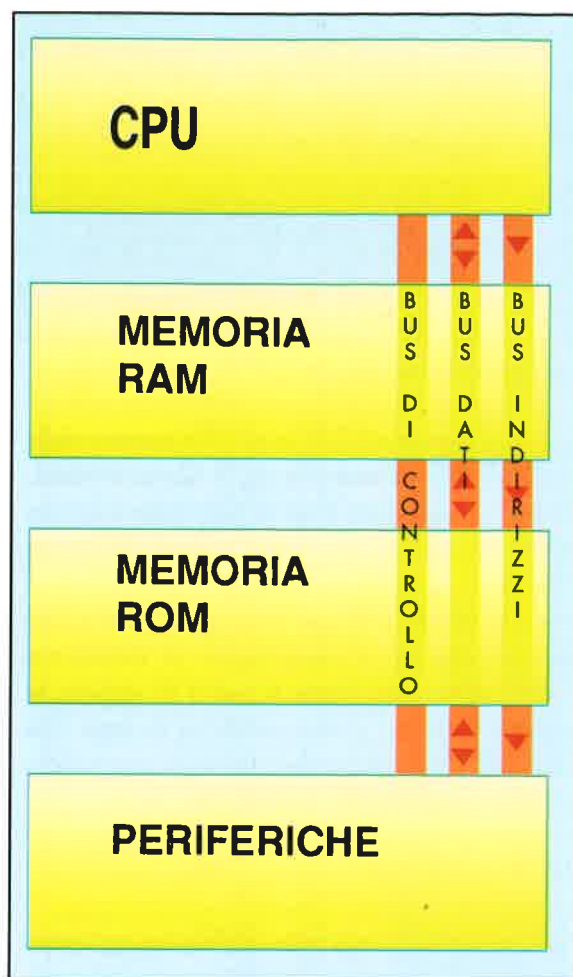 CPU
MEMORIA
RAM
MEMORIA
ROM
PERIFERICHE
BUS DI CONTROLLO
BUS DATI
BUS INDIRIZZI